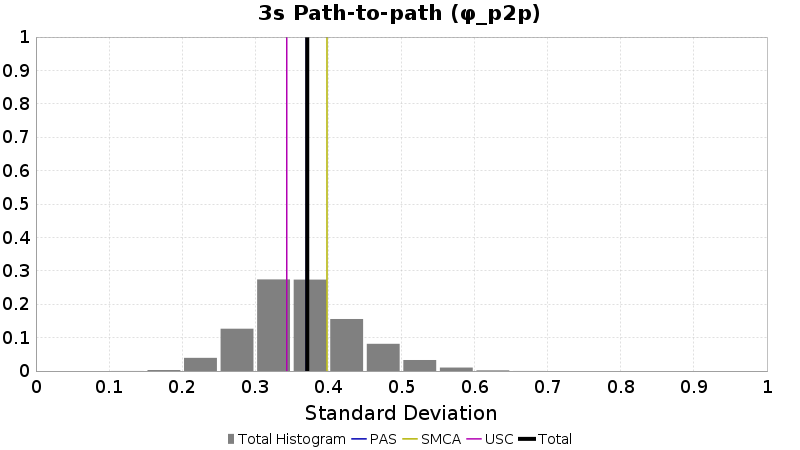 3s Path-to-path (φ_p2p)
1
0.9
0.8
0.7
0.6
0.5
0.4
0.3
0.2
0.1
0
0 0.1 0.2 0.3 0.4 0.5 0.6 0.7 0.8 0.9 1
Standard Deviation
Total Histogram PAS SMCA USC Total